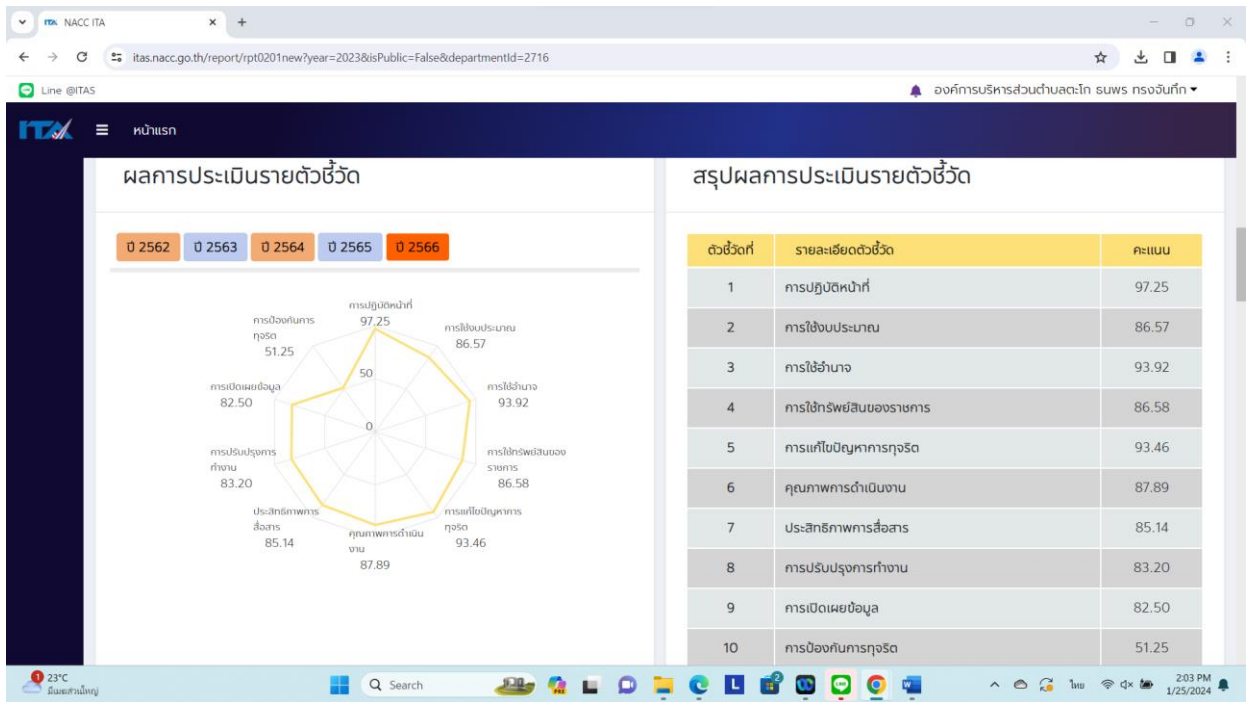 NACC ITA
itas.nacc.go.th/report/rpt0201new?year=2023&isPublic=False&departmentId=2716
Line @ITAS
องค์การบริหารส่วนตำบลตะโก ธนพร ทรงจันทึก
ITA
หน้าแรก
ผลการประเมินรายตัวชี้วัด
ปี 2562 ปี 2563 ปี 2564 ปี 2565 ปี 2566
การปฏิบัติหน้าที่
97.25
การใช้งบประมาณ
86.57
การใช้อำนาจ
93.92
การใช้ทรัพย์สินของ
ราชการ
86.58
การแก้ไขปัญหาการ
ทุจริต
93.46
คุณภาพการดำเนิน
งาน
87.89
ประสิทธิภาพการ
สื่อสาร
85.14
การปรับปรุงการ
ทำงาน
83.20
การเปิดเผยข้อมูล
82.50
การป้องกันการ
ทุจริต
51.25
50
0
สรุปผลการประเมินรายตัวชี้วัด
ตัวชี้วัดที่ รายละเอียดตัวชี้วัด คะแนน
1 การปฏิบัติหน้าที่ 97.25
2 การใช้งบประมาณ 86.57
3 การใช้อำนาจ 93.92
4 การใช้ทรัพย์สินของราชการ 86.58
5 การแก้ไขปัญหาการทุจริต 93.46
6 คุณภาพการดำเนินงาน 87.89
7 ประสิทธิภาพการสื่อสาร 85.14
8 การปรับปรุงการทำงาน 83.20
9 การเปิดเผยข้อมูล 82.50
10 การป้องกันการทุจริต 51.25
1
23°C
มีเมฆส่วนใหญ่
Search
2
ไทย
2:03 PM
1/25/2024